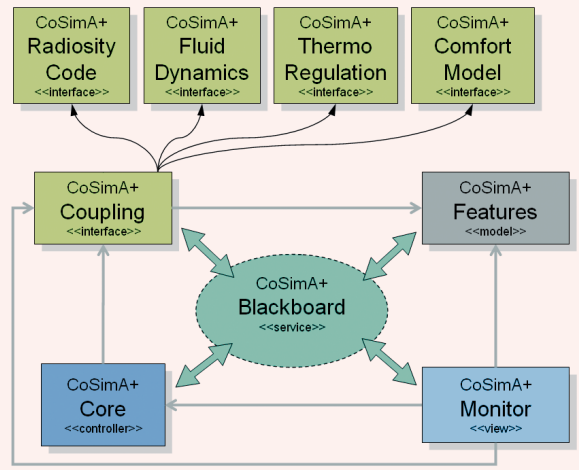 CoSimA+
Radiosity
Code
<<interface>>
CoSimA+
Fluid
Dynamics
<<interface>>
CoSimA+
Thermo
Regulation
<<interface>>
CoSimA+
Comfort
Model
<<interface>>
CoSimA+
Coupling
<<interface>>
CoSimA+
Features
<<model>>
CoSimA+
Blackboard
<<service>>
CoSimA+
Core
<<controller>>
CoSimA+
Monitor
<<view>>